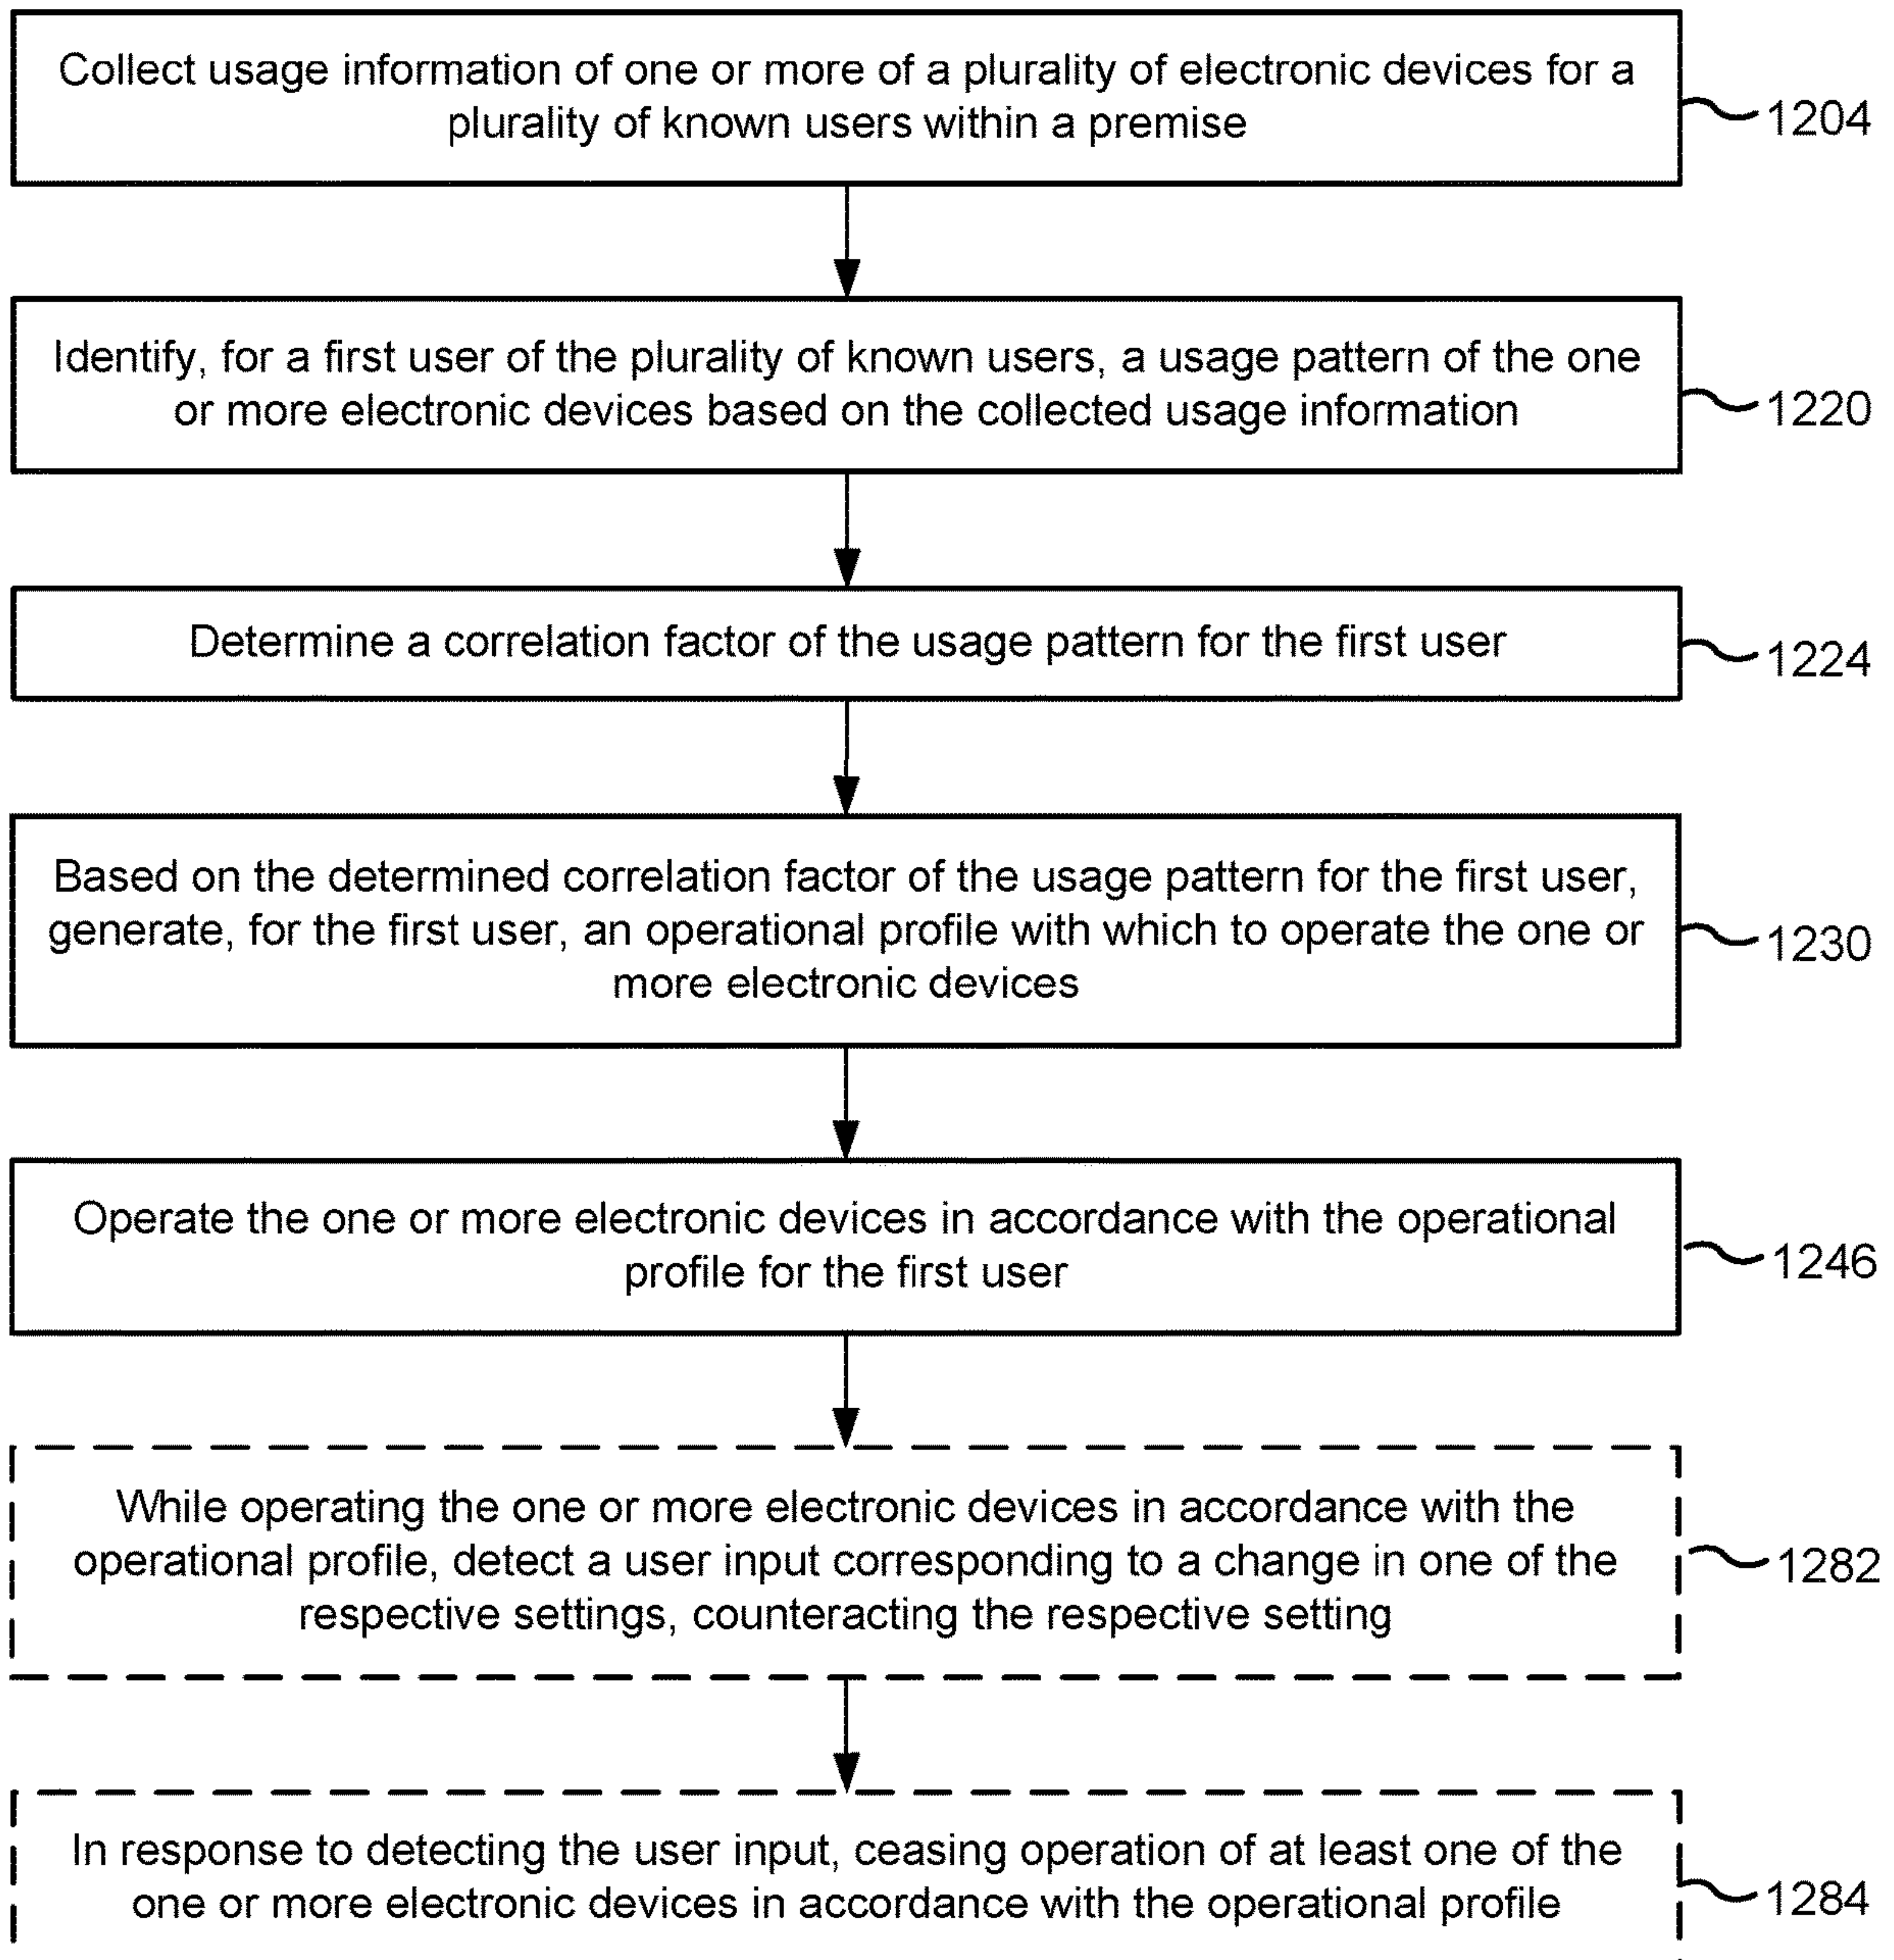 Collect usage information of one or more of a plurality of electronic devices for a
plurality of known users within a premise
1204
Identify, for a first user of the plurality of known users, a usage pattern of the one
or more electronic devices based on the collected usage information
1220
Determine a correlation factor of the usage pattern for the first user
1224
Based on the determined correlation factor of the usage pattern for the first user,
generate, for the first user, an operational profile with which to operate the one or
more electronic devices
1230
Operate the one or more electronic devices in accordance with the operational
profile for the first user
1246
While operating the one or more electronic devices in accordance with the
operational profile, detect a user input corresponding to a change in one of the
respective settings, counteracting the respective setting
1282
In response to detecting the user input, ceasing operation of at least one of the
one or more electronic devices in accordance with the operational profile
1284